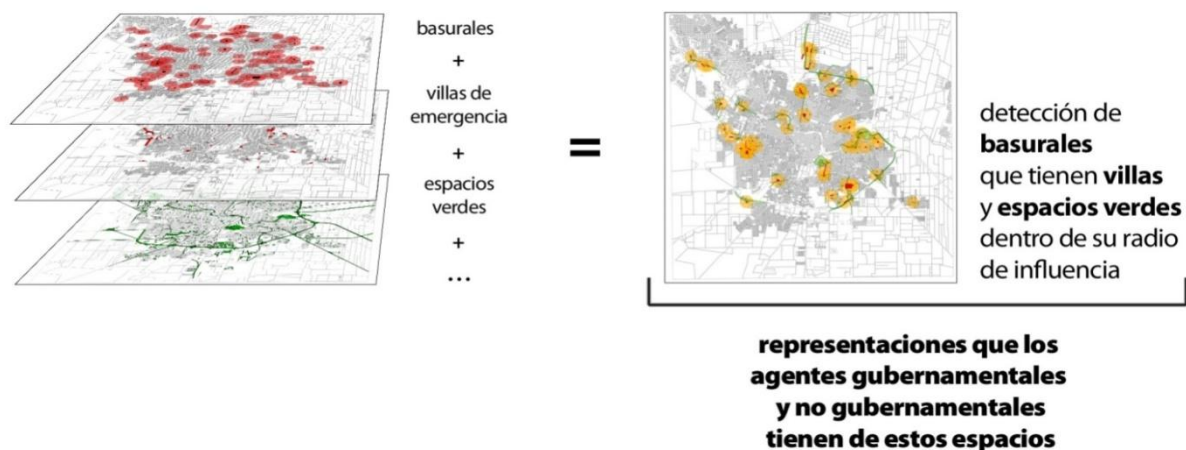 basurales
+
villas de
emergencia
+
espacios
verdes
+
...
=
detección de
basurales
que tienen villas
y espacios verdes
dentro de su radio
de influencia
representaciones que los
agentes gubernamentales
y no gubernamentales
tienen de estos espacios